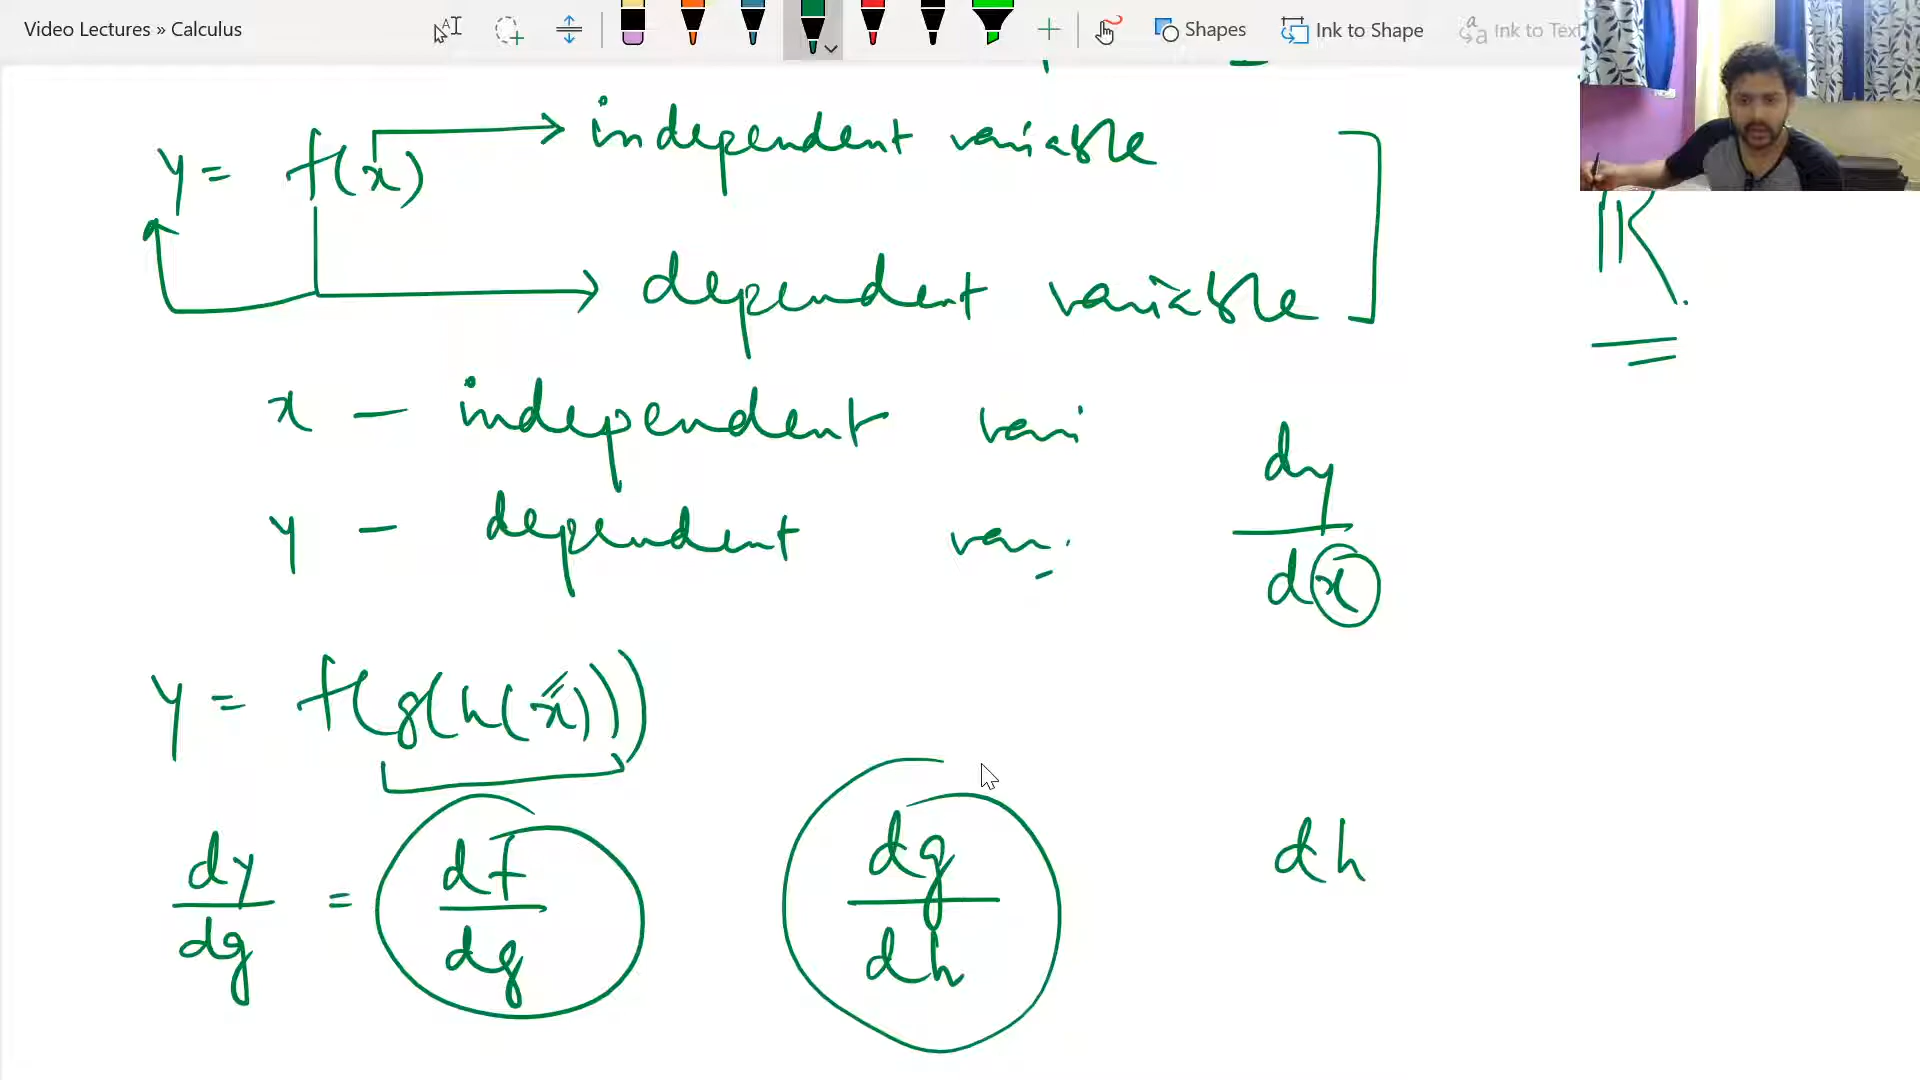 Video Lectures » Calculus
Shapes
Ink to Shape
Ink to Text
y = f(x) → independent variable
→ dependent variable
ℝ.
x – independent vari
y – dependent var.
dy
dx
y = f(g(h(x)))
dy/dg = df/dg dg/dh dh